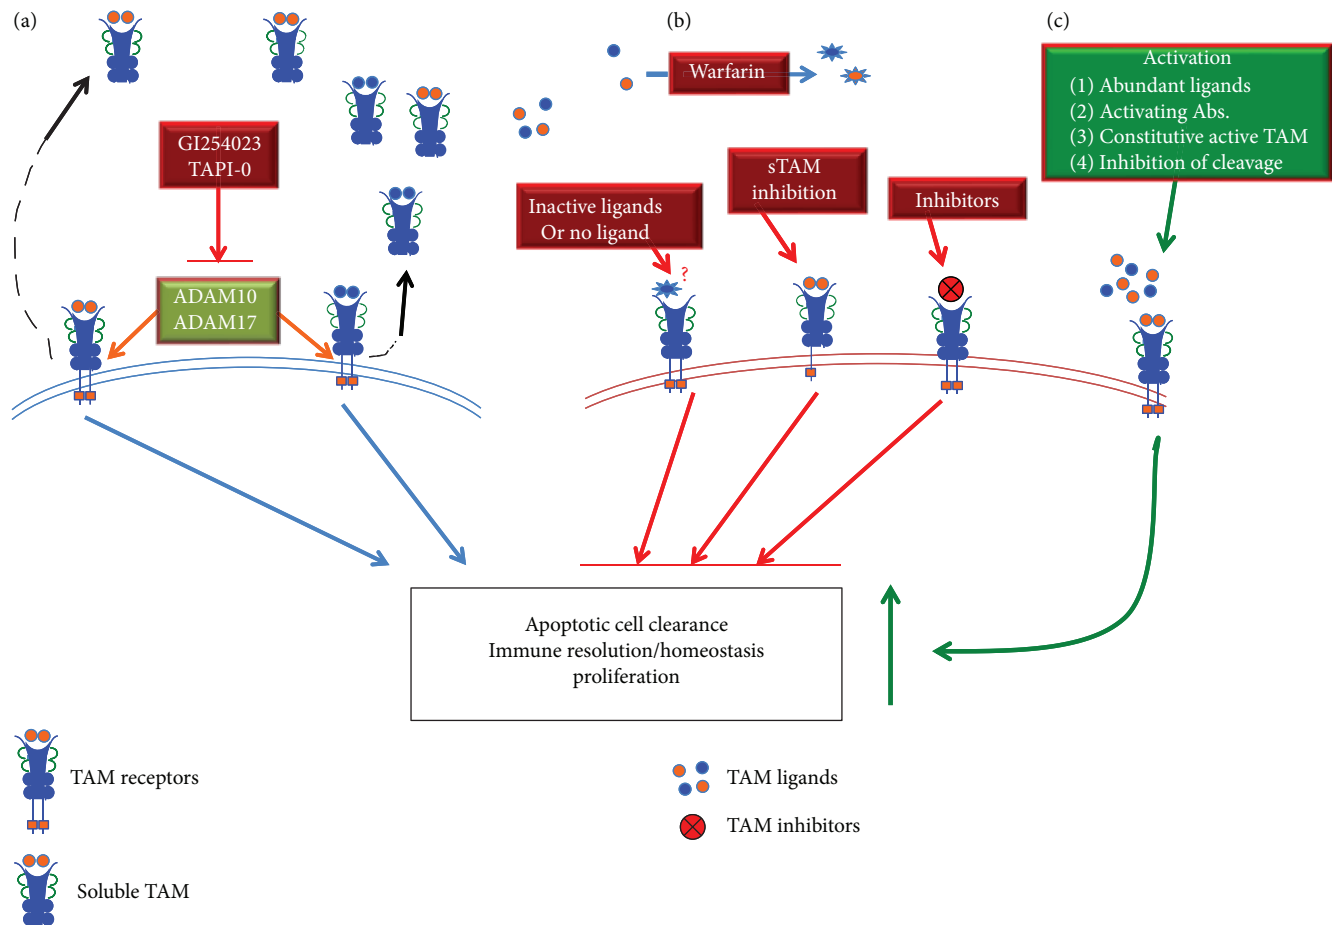 (a)
(b)
(c)
GI254023
TAPI-0
ADAM10
ADAM17
Warfarin
Inactive ligands
Or no ligand
?
sTAM
inhibition
Inhibitors
Activation
(1) Abundant ligands
(2) Activating Abs.
(3) Constitutive active TAM
(4) Inhibition of cleavage
Apoptotic cell clearance
Immune resolution/homeostasis
proliferation
TAM receptors
Soluble TAM
TAM ligands
TAM inhibitors